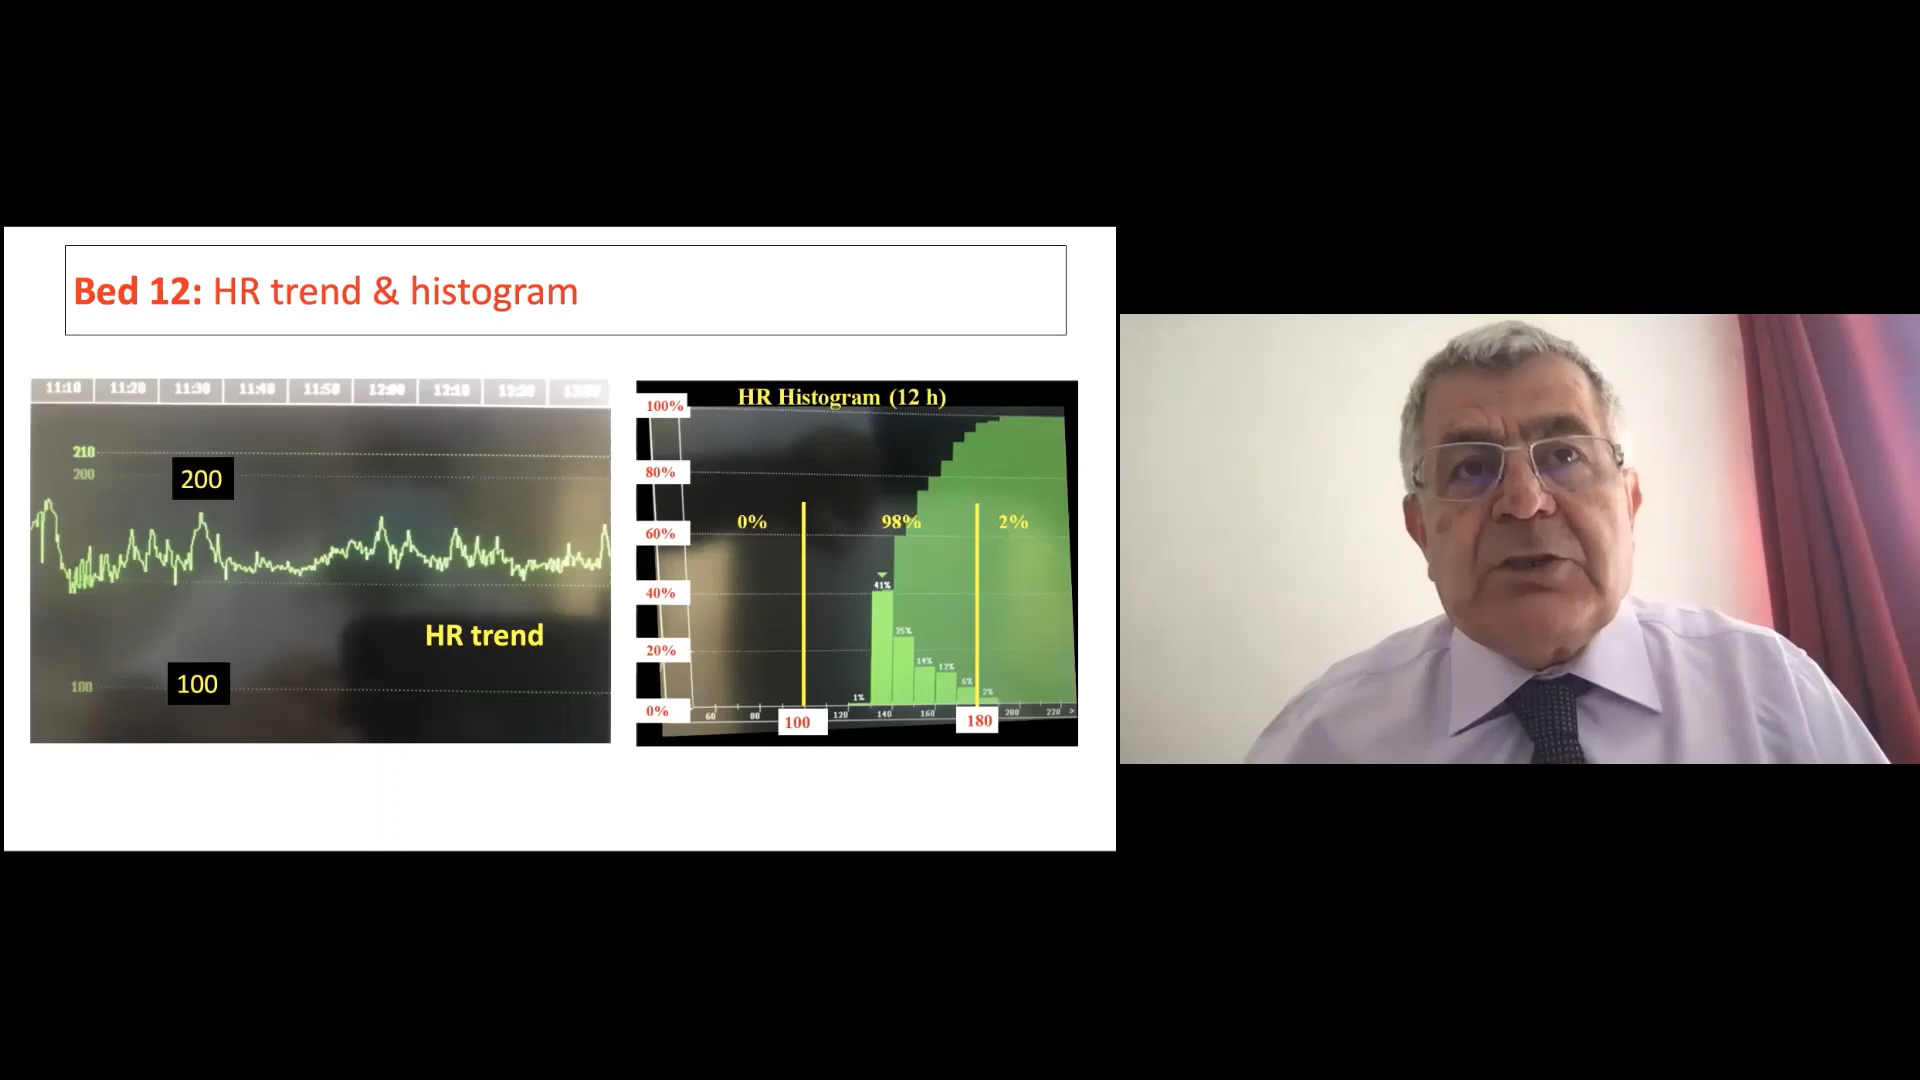 Bed 12: HR trend & histogram
11:10 11:20 11:30 11:40 11:50 12:00 12:10 12:20
210
200
200
HR trend
100
100
HR Histogram (12 h)
100%
80%
0% 98% 2%
60%
41%
40%
25%
20%
14% 12%
6%
1% 2%
0%
60 80 100 120 140 160 180 200 220 >